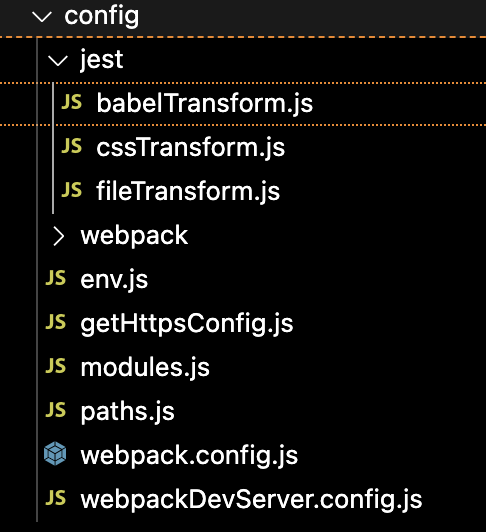 config
jest
JS babelTransform.js
JS cssTransform.js
JS fileTransform.js
webpack
JS env.js
JS getHttpsConfig.js
JS modules.js
JS paths.js
webpack.config.js
JS webpackDevServer.config.js